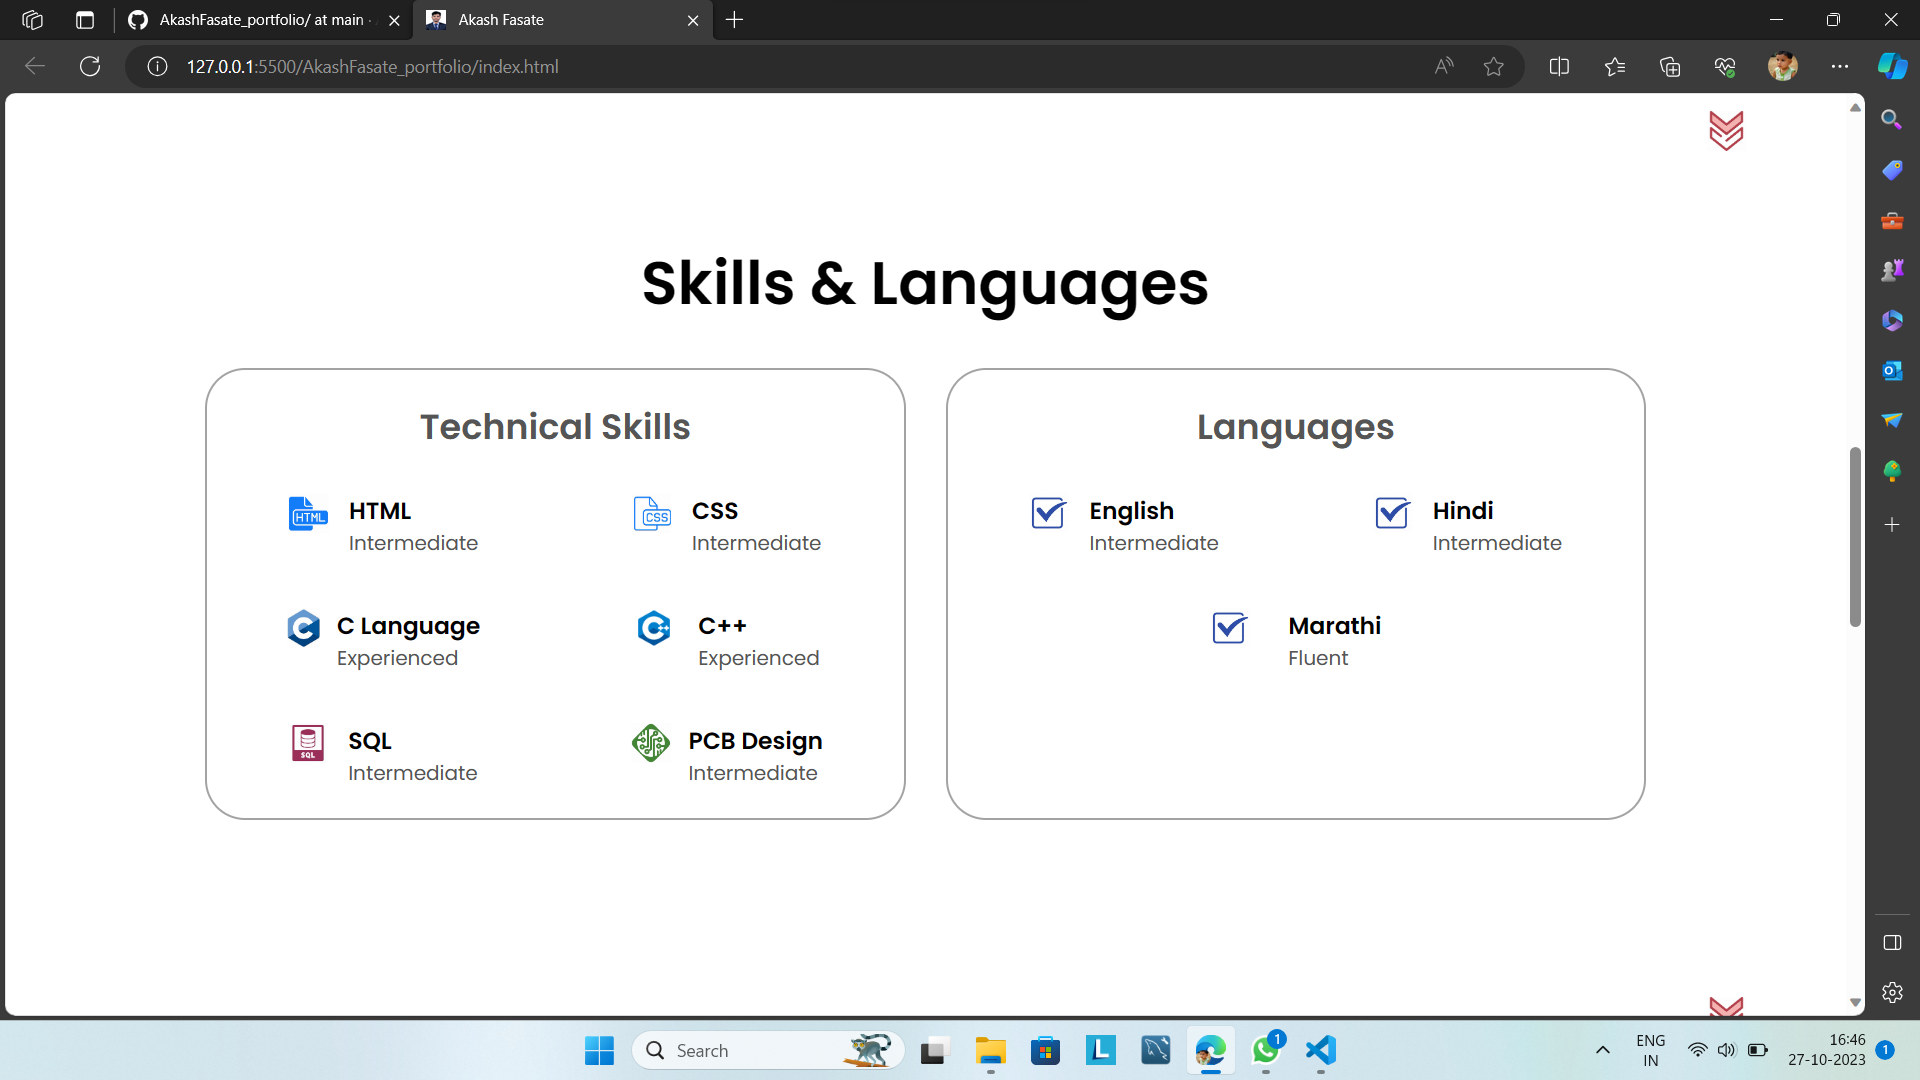 AkashFasate_portfolio/ at main ·
Akash Fasate
127.0.0.1:5500/AkashFasate_portfolio/index.html
Skills & Languages
Technical Skills
HTML
Intermediate
CSS
Intermediate
C Language
Experienced
C++
Experienced
SQL
Intermediate
PCB Design
Intermediate
Languages
English
Intermediate
Hindi
Intermediate
Marathi
Fluent
HTML
CSS
SQL
Search
1
ENG
IN
16:46
27-10-2023
1